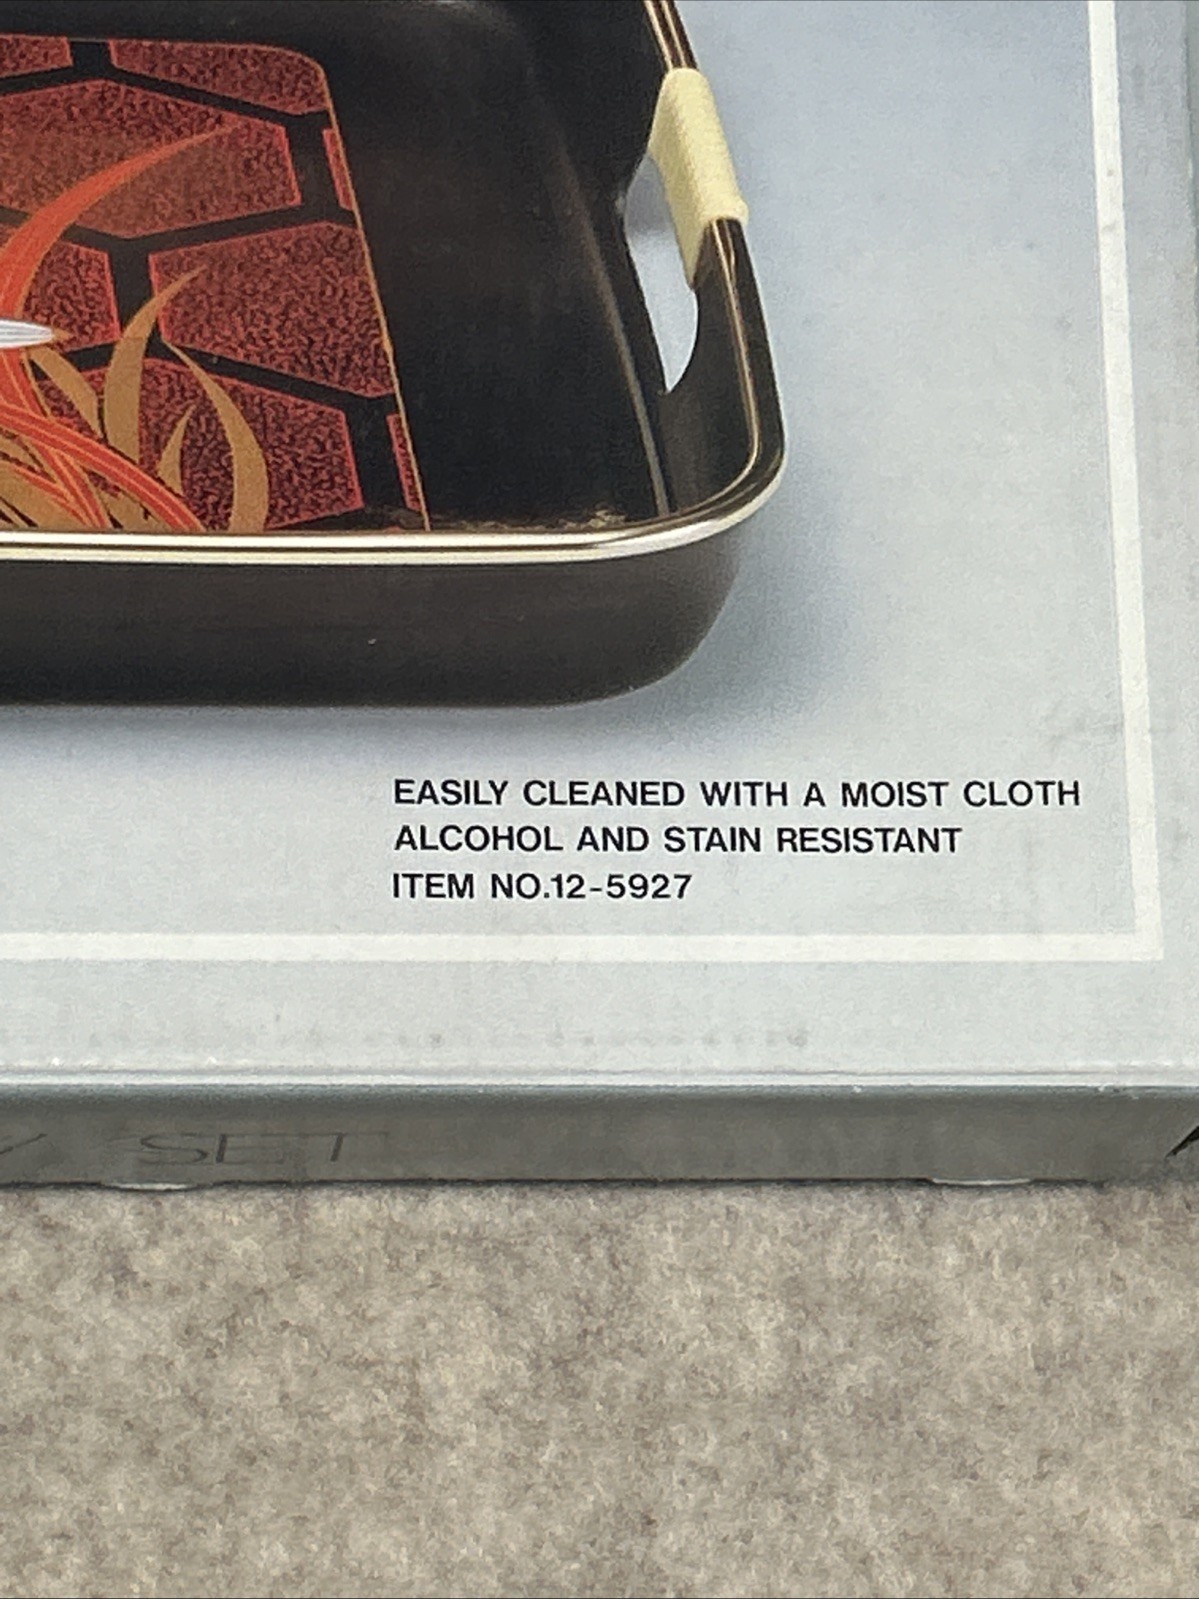 EASILY CLEANED WITH A MOIST CLOTH
ALCOHOL AND STAIN RESISTANT
ITEM NO.12-5927
SET